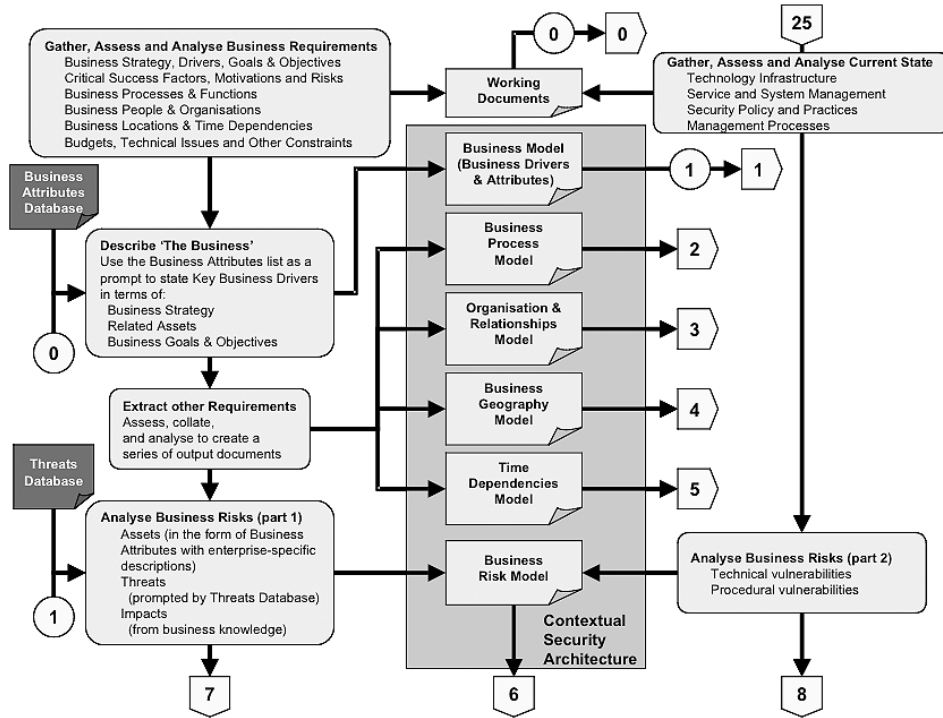 Gather, Assess and Analyse Business Requirements
Business Strategy, Drivers, Goals & Objectives
Critical Success Factors, Motivations and Risks
Business Processes & Functions
Business People & Organisations
Business Locations & Time Dependencies
Budgets, Technical Issues and Other Constraints
0
0
25
Working
Documents
Gather, Assess and Analyse Current State
Technology Infrastructure
Service and System Management
Security Policy and Practices
Management Processes
Business
Attributes
Database
Business Model
(Business Drivers
& Attributes)
1
1
Describe ‘The Business’
Use the Business Attributes list as a
prompt to state Key Business Drivers
in terms of:
Business Strategy
Related Assets
Business Goals & Objectives
0
Business
Process
Model
2
Organisation &
Relationships
Model
3
Extract other Requirements
Assess, collate,
and analyse to create a
series of output documents
Business
Geography
Model
4
Threats
Database
Time
Dependencies
Model
5
Analyse Business Risks (part 1)
Assets (in the form of Business
Attributes with enterprise-specific
descriptions)
Threats
(prompted by Threats Database)
Impacts
(from business knowledge)
1
Business
Risk Model
Analyse Business Risks (part 2)
Technical vulnerabilities
Procedural vulnerabilities
Contextual
Security
Architecture
7
6
8